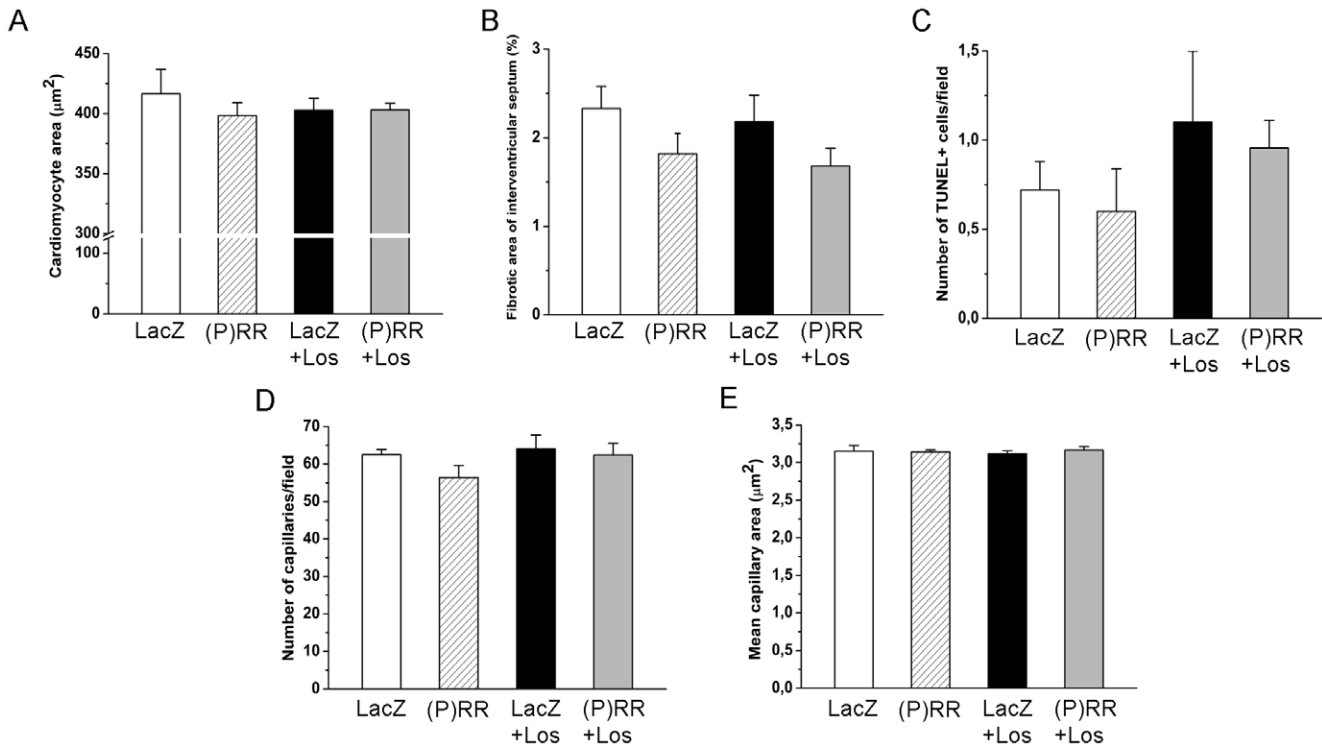 A
Cardiomyocyte area (μm²)
450
400
350
300
100
0
LacZ (P)RR LacZ (P)RR
+Los +Los
B
Fibrotic area of interventricular septum (%)
3
2
1
0
LacZ (P)RR LacZ (P)RR
+Los +Los
C
Number of TUNEL+ cells/field
1,5
1,0
0,5
0,0
LacZ (P)RR LacZ (P)RR
+Los +Los
D
Number of capillaries/field
70
60
50
40
30
20
10
0
LacZ (P)RR LacZ (P)RR
+Los +Los
E
Mean capillary area (μm²)
3,5
3,0
2,5
2,0
1,5
1,0
0,5
0,0
LacZ (P)RR LacZ (P)RR
+Los +Los